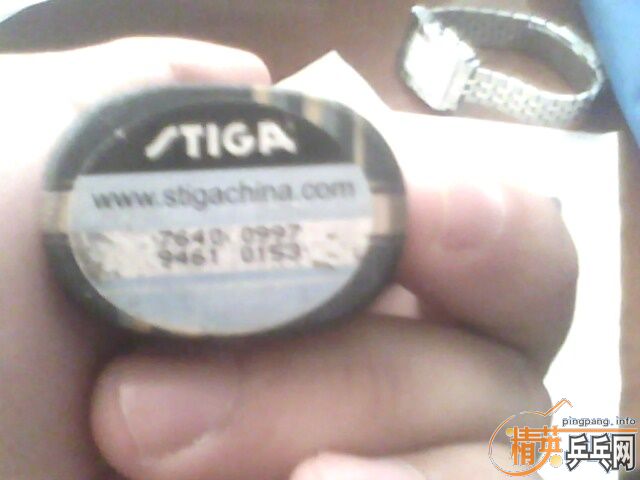 STIGA
www.stigachina.com
7640 0997
9461 0153
pingpang.info
精英乒乓网